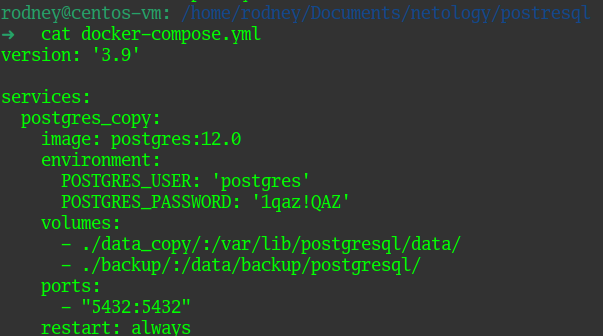 rodney@centos-vm: /home/rodney/Documents/netology/postresql
➜   cat docker-compose.yml
version: '3.9'

services:
  postgres_copy:
    image: postgres:12.0
    environment:
      POSTGRES_USER: 'postgres'
      POSTGRES_PASSWORD: '1qaz!QAZ'
    volumes:
      - ./data_copy/:/var/lib/postgresql/data/
      - ./backup/:/data/backup/postgresql/
    ports:
      - "5432:5432"
    restart: always